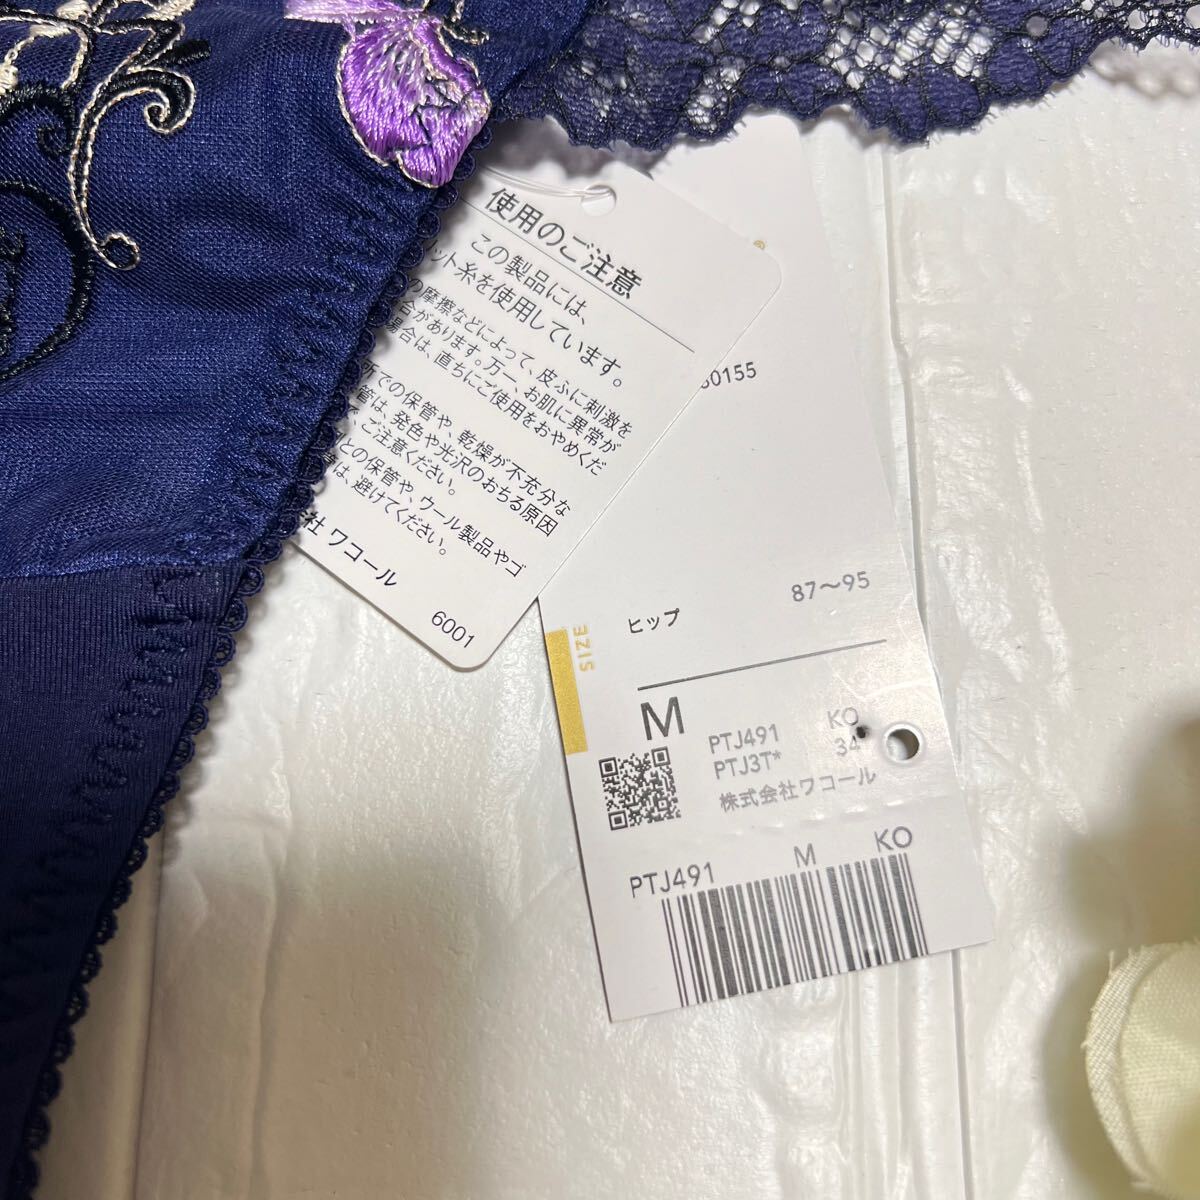 使用のご注意
この製品には、
ット糸を使用しています。
の摩擦などによって、皮ふに刺激を
合があります。万一、お肌に異常が
場合は、直ちにご使用をおやめくだ
所での保管や、乾燥が不充分な
管は、発色や光沢のおちる原因
ご注意ください。
との保管や、ウール製品やゴ
は、避けてください。
社 ワコール
6001
0155
SIZE
ヒップ 87〜95
M
PTJ491 KO
PTJ3T* 34
株式会社ワコール
PTJ491 M KO